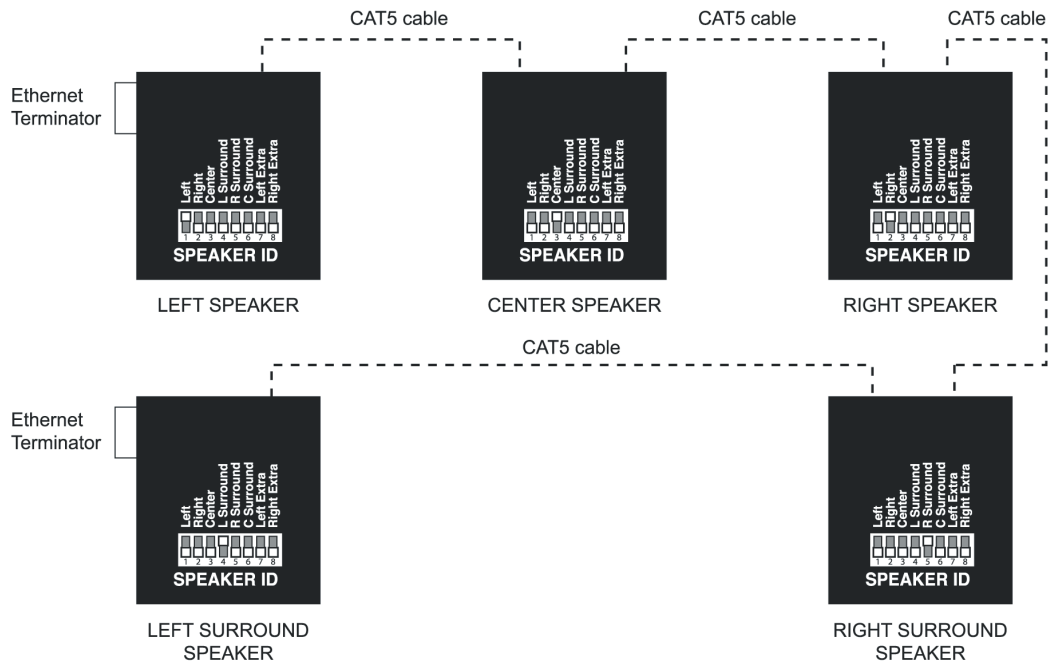 CAT5 cable
CAT5 cable
CAT5 cable
Ethernet
Terminator
Left
Right
Center
L Surround
R Surround
C Surround
Left Extra
Right Extra
1 2 3 4 5 6 7 8
SPEAKER ID
LEFT SPEAKER
Left
Right
Center
L Surround
R Surround
C Surround
Left Extra
Right Extra
1 2 3 4 5 6 7 8
SPEAKER ID
CENTER SPEAKER
Left
Right
Center
L Surround
R Surround
C Surround
Left Extra
Right Extra
1 2 3 4 5 6 7 8
SPEAKER ID
RIGHT SPEAKER
CAT5 cable
Ethernet
Terminator
Left
Right
Center
L Surround
R Surround
C Surround
Left Extra
Right Extra
1 2 3 4 5 6 7 8
SPEAKER ID
LEFT SURROUND
SPEAKER
Left
Right
Center
L Surround
R Surround
C Surround
Left Extra
Right Extra
1 2 3 4 5 6 7 8
SPEAKER ID
RIGHT SURROUND
SPEAKER